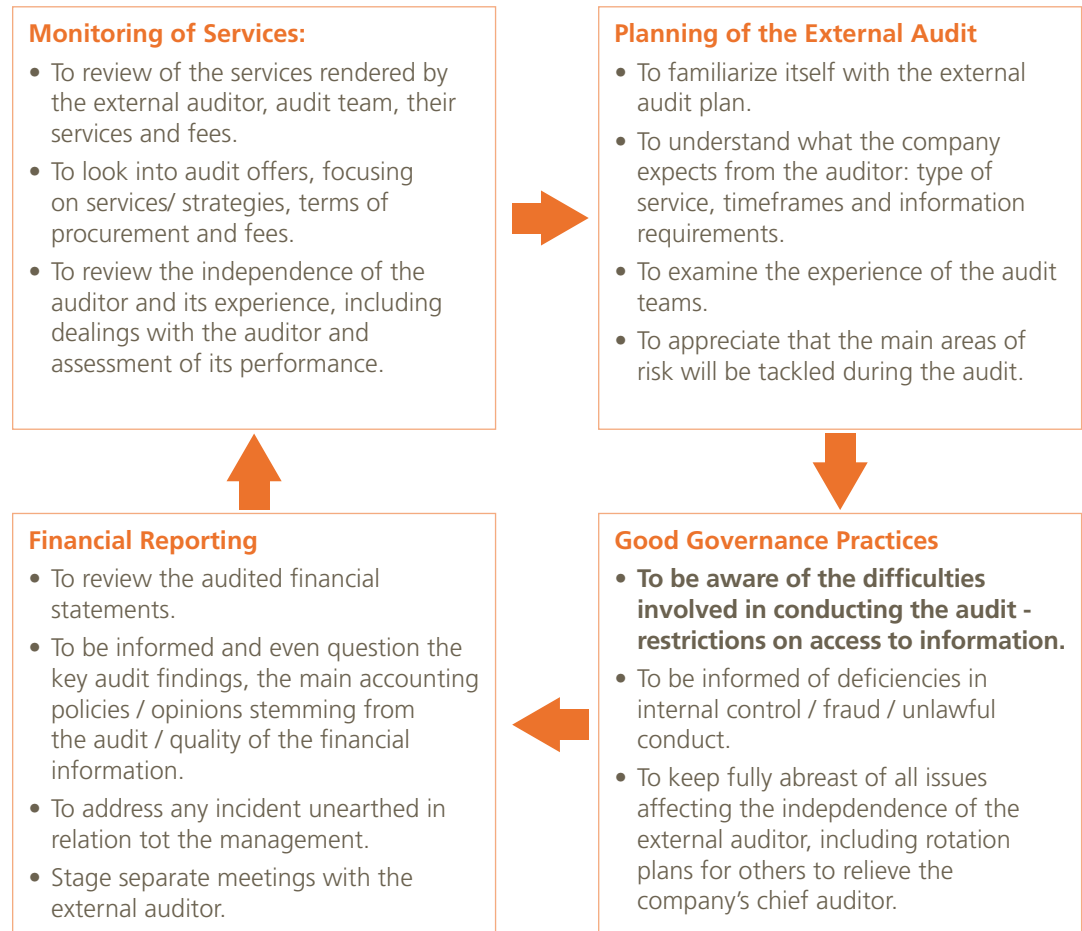 Monitoring of Services:
• To review of the services rendered by
the external auditor, audit team, their
services and fees.
• To look into audit offers, focusing
on services/ strategies, terms of
procurement and fees.
• To review the independence of the
auditor and its experience, including
dealings with the auditor and
assessment of its performance.
Planning of the External Audit
• To familiarize itself with the external
audit plan.
• To understand what the company
expects from the auditor: type of
service, timeframes and information
requirements.
• To examine the experience of the audit
teams.
• To appreciate that the main areas of
risk will be tackled during the audit.
Good Governance Practices
• To be aware of the difficulties
involved in conducting the audit -
restrictions on access to information.
• To be informed of deficiencies in
internal control / fraud / unlawful
conduct.
• To keep fully abreast of all issues
affecting the indepdendence of the
external auditor, including rotation
plans for others to relieve the
company's chief auditor.
Financial Reporting
• To review the audited financial
statements.
• To be informed and even question the
key audit findings, the main accounting
policies / opinions stemming from
the audit / quality of the financial
information.
• To address any incident unearthed in
relation tot the management.
• Stage separate meetings with the
external auditor.